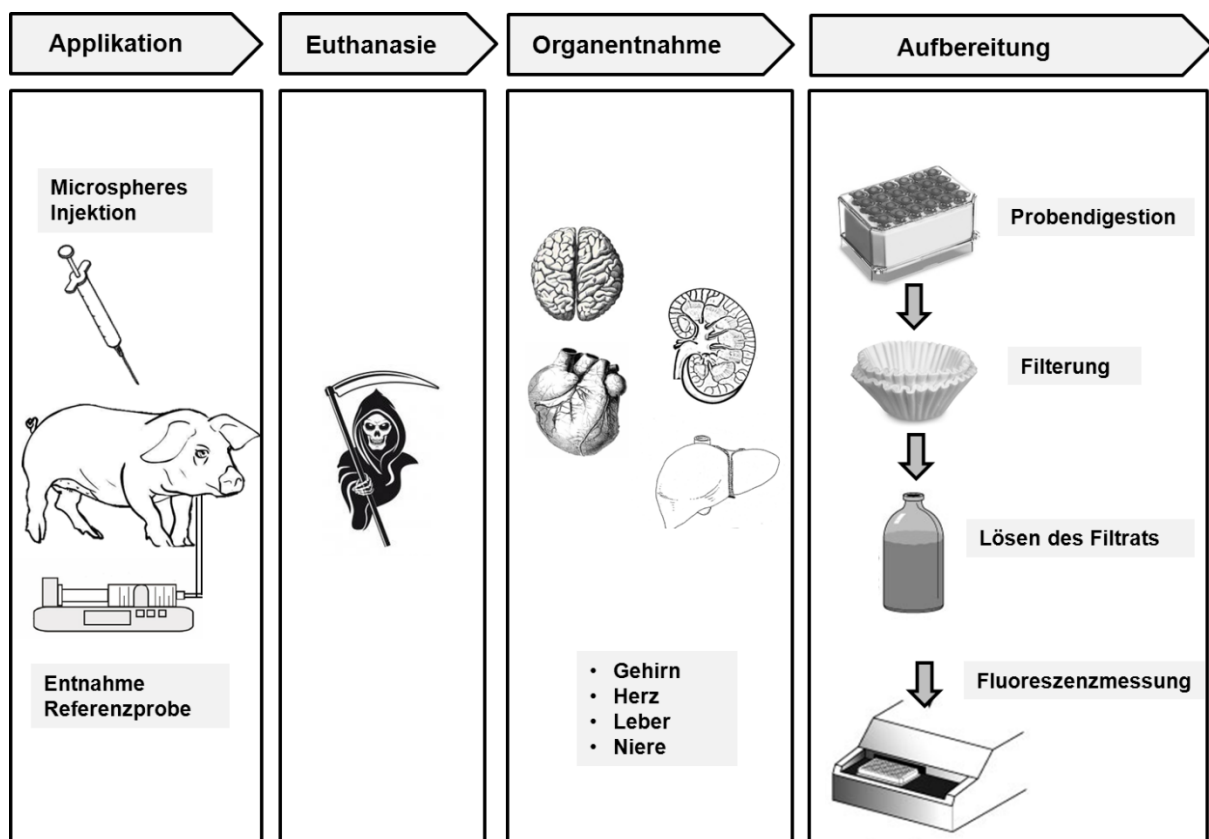 Applikation
Euthanasie
Organentnahme
Aufbereitung
Microspheres
Injektion
Entnahme
Referenzprobe
• Gehirn
• Herz
• Leber
• Niere
Probendigestion
Filterung
Lösen des Filtrats
Fluoreszenzmessung